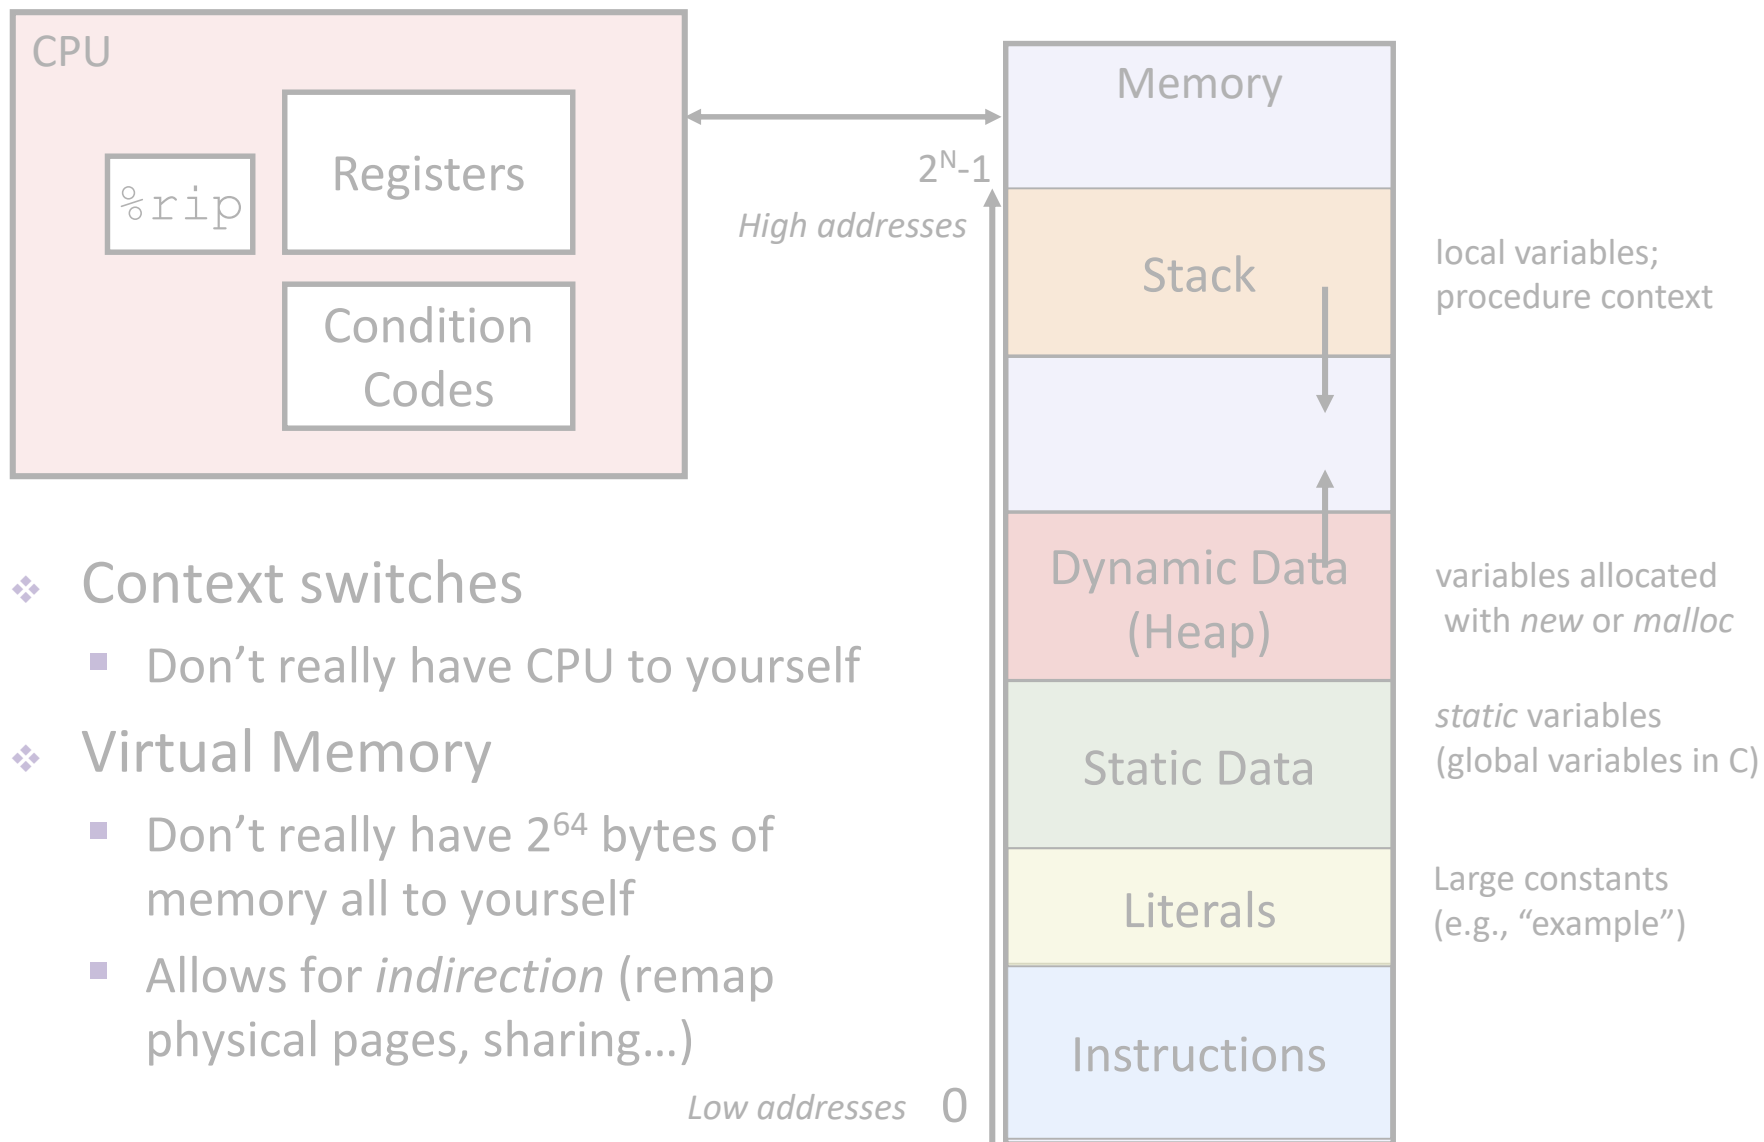 CPU
Registers
%rip
Condition
Codes
Memory
2ᴺ-1
High addresses
Stack
local variables;
procedure context
❖ Context switches
▪ Don’t really have CPU to yourself
❖ Virtual Memory
▪ Don’t really have 2⁶⁴ bytes of
memory all to yourself
▪ Allows for indirection (remap
physical pages, sharing…)
Dynamic Data
(Heap)
variables allocated
with new or malloc
Static Data
static variables
(global variables in C)
Literals
Large constants
(e.g., “example”)
Instructions
Low addresses 0